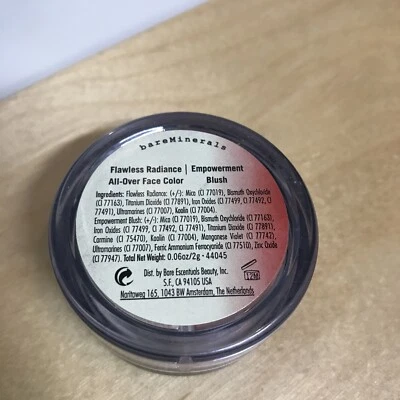 bareMinerals
Flawless Radiance | Empowerment
All-Over Face Color Blush
Ingredients: Flawless Radiance: (+/-): Mica (CI 77019), Bismuth Oxychloride
(CI 77163), Titanium Dioxide (CI 77891), Iron Oxides (CI 77499, CI 77492, CI
77491), Ultramarines (CI 77007), Kaolin (CI 77004).
Empowerment Blush: (+/-): Mica (CI 77019), Bismuth Oxychloride (CI 77163),
Iron Oxides (CI 77499, CI 77492, CI 77491), Titanium Dioxide (CI 77891),
Carmine (CI 75470), Kaolin (CI 77004), Manganese Violet (CI 77742),
Ultramarines (CI 77007), Ferric Ammonium Ferrocyanide (CI 77510), Zinc Oxide
(CI 77947). Total Net Weight: 0.06oz/2g - 44045
Dist. by Bare Escentuals Beauty, Inc.
S.F., CA 94105 USA
Naritaweg 165, 1043 BW Amsterdam, The Netherlands
12M